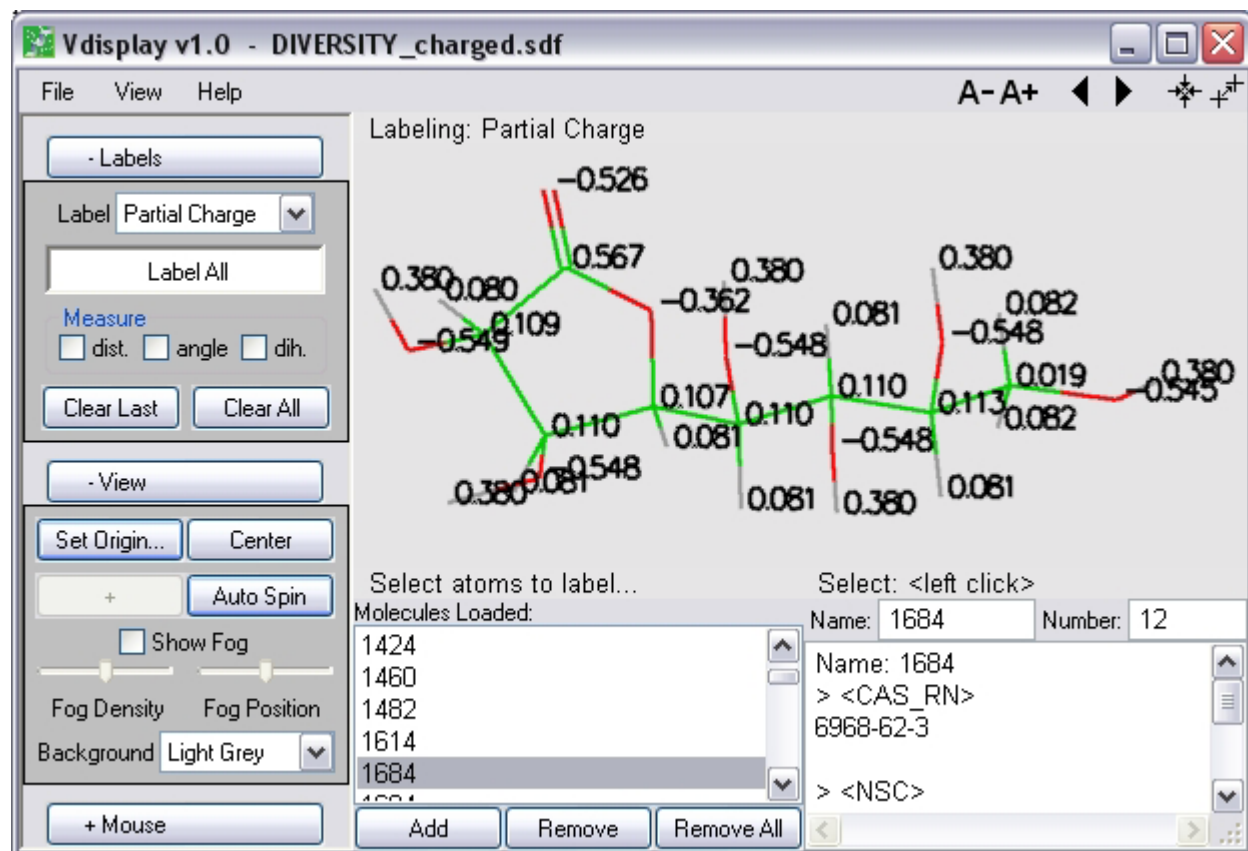 Vdisplay v1.0 - DIVERSITY_charged.sdf
File View Help
A- A+
- Labels
Label Partial Charge
Label All
Measure
dist. angle dih.
Clear Last Clear All
- View
Set Origin... Center
+ Auto Spin
Show Fog
Fog Density Fog Position
Background Light Grey
+ Mouse
Labeling: Partial Charge
-0.526
0.567
0.380
0.080
0.380
0.380
-0.362
0.082
0.109
-0.549
0.081
-0.548
-0.548
0.019
0.380
-0.545
0.107
0.110
0.110
0.113
0.082
0.110
0.081
-0.548
-0.548
0.380
0.081
0.081
0.380
0.081
Select atoms to label... Select: <left click>
Molecules Loaded:
1424
1460
1482
1614
1684
Add Remove Remove All
Name: 1684 Number: 12
Name: 1684
> <CAS_RN>
6968-62-3
> <NSC>